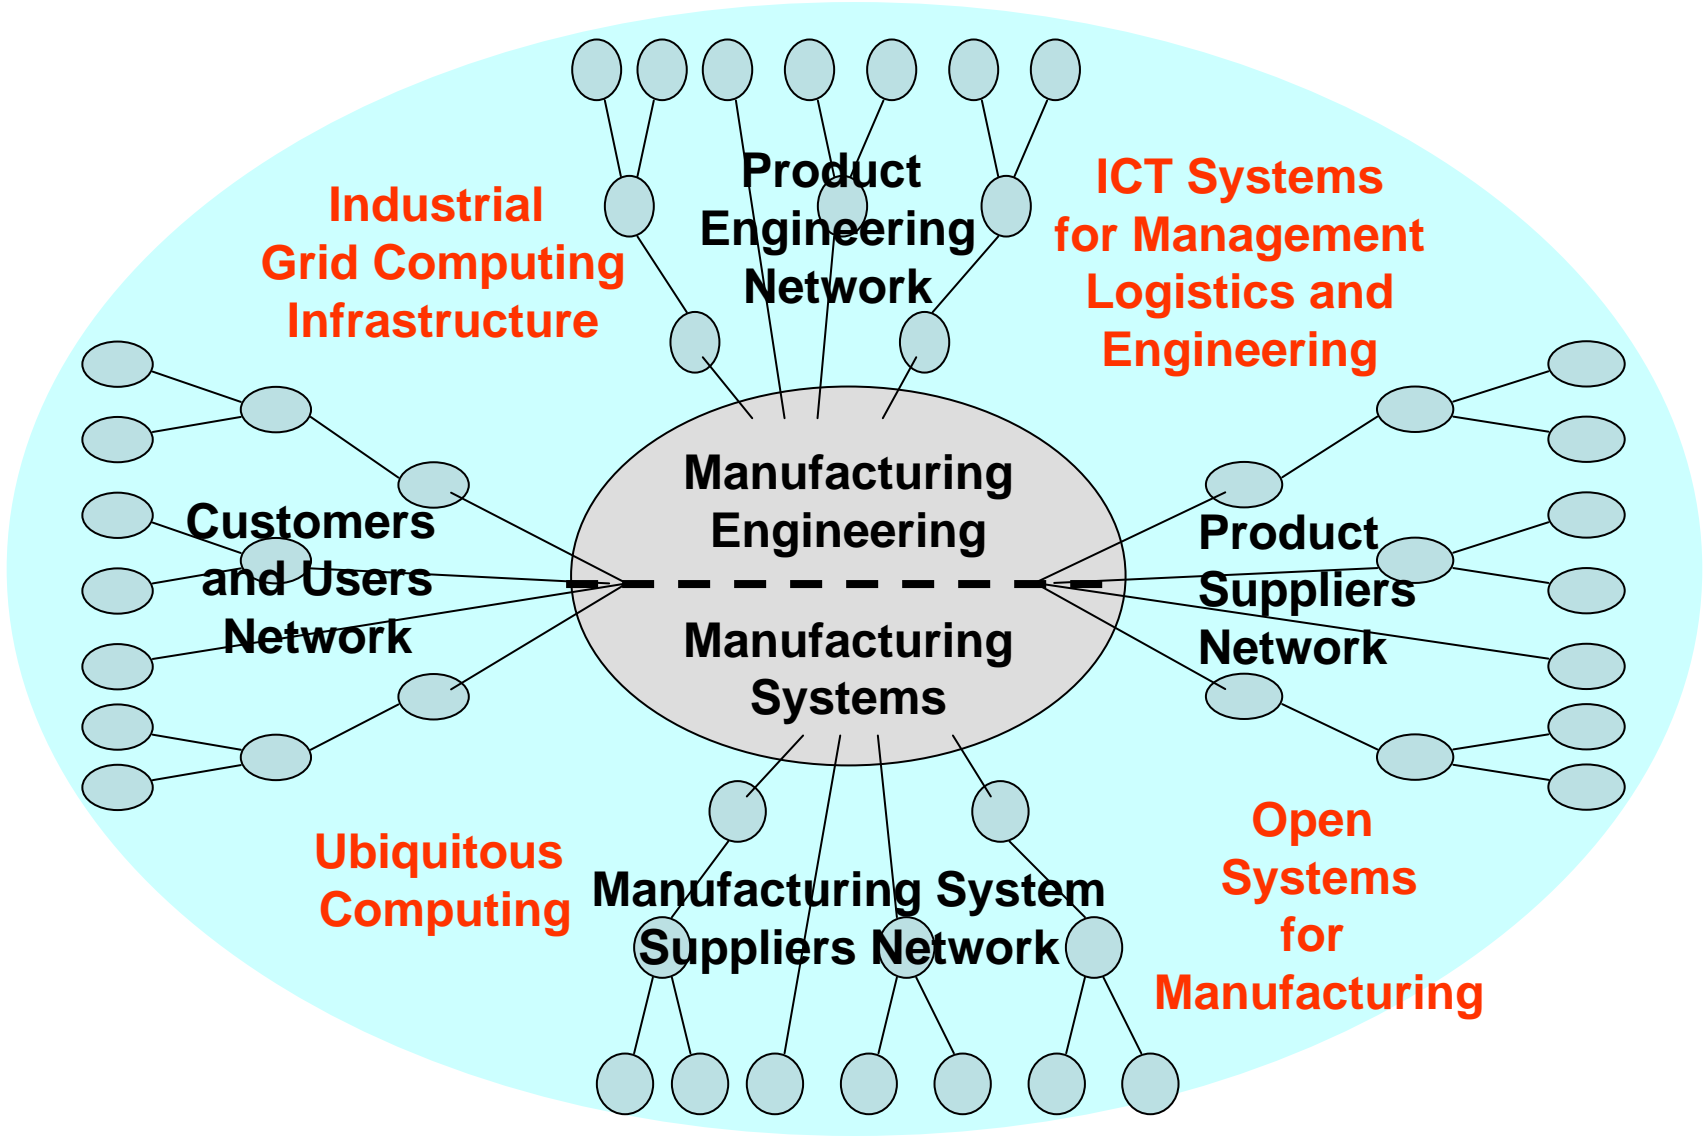 Industrial
Grid Computing
Infrastructure
Product
Engineering
Network
ICT Systems
for Management
Logistics and
Engineering
Customers
and Users
Network
Manufacturing
Engineering
Manufacturing
Systems
Product
Suppliers
Network
Ubiquitous
Computing
Manufacturing System
Suppliers Network
Open
Systems
for
Manufacturing